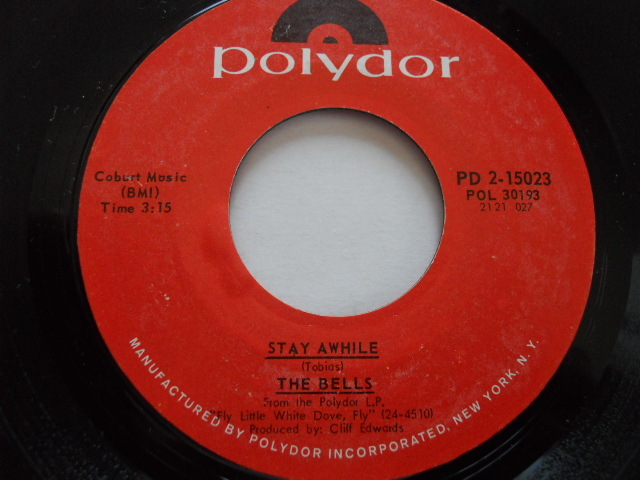 polydor
Coburt Music
(BMI)
Time 3:15
PD 2-15023
POL 30193
2121 027
STAY AWHILE
(Tobias)
THE BELLS
From the Polydor L.P.
"Fly Little White Dove, Fly" (24-4510)
Produced by: Cliff Edwards
MANUFACTURED BY POLYDOR INCORPORATED, NEW YORK, N.Y.